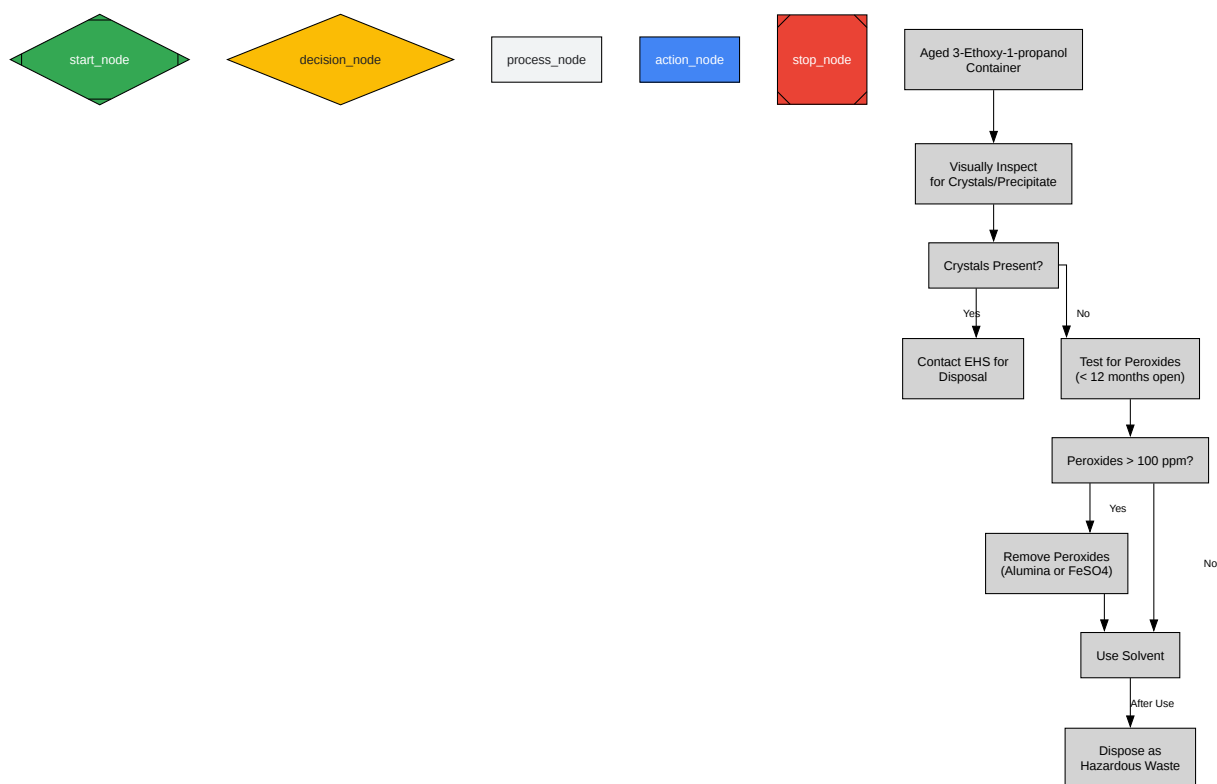 start_node
decision_node
process_node
action_node
stop_node
Aged 3-Ethoxy-1-propanol
Container
Visually Inspect
for Crystals/Precipitate
Crystals Present?
Yes
No
Contact EHS for
Disposal
Test for Peroxides
(< 12 months open)
Peroxides > 100 ppm?
Yes
Remove Peroxides
(Alumina or FeSO4)
No
Use Solvent
After Use
Dispose as
Hazardous Waste